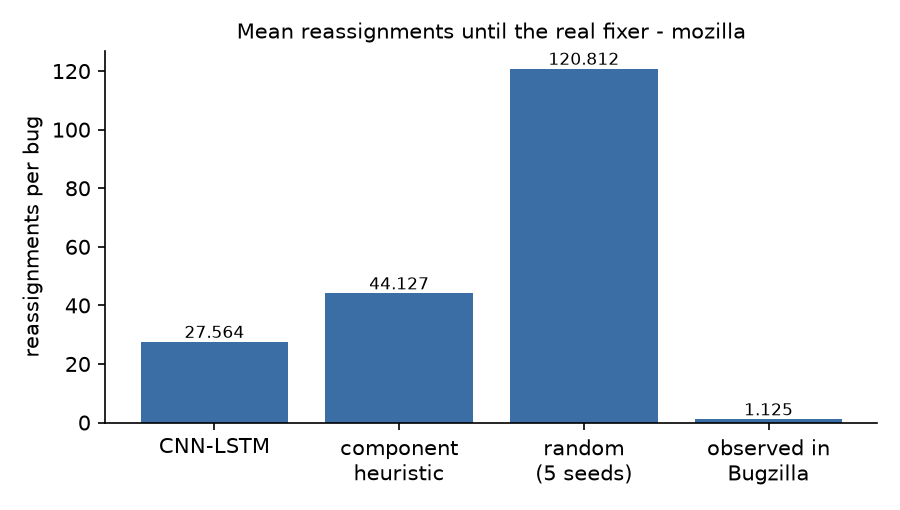 Mean reassignments until the real fixer - mozilla
reassignments per bug
120
100
80
60
40
20
0
27.564
44.127
120.812
1.125
CNN-LSTM
component
heuristic
random
(5 seeds)
observed in
Bugzilla